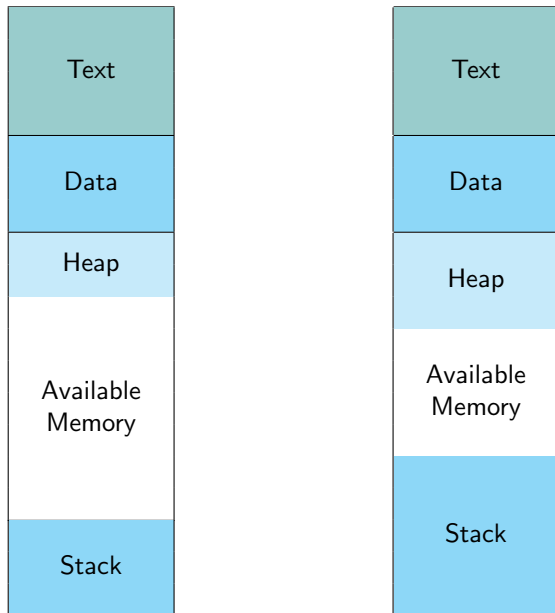 Text
Data
Heap
Available
Memory
Stack
Text
Data
Heap
Available
Memory
Stack